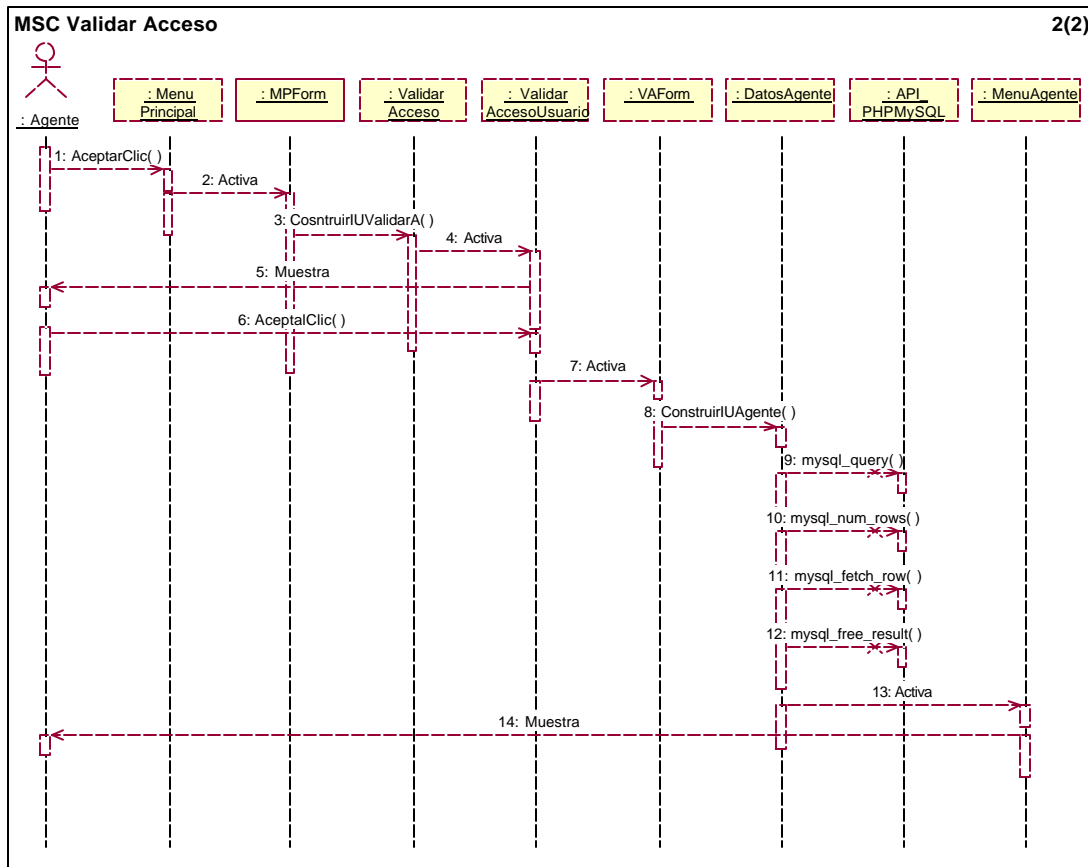 MSC Validar Acceso 2(2)
: Agente
: Menu
Principal
: MPForm
: Validar
Acceso
: Validar
AccesoUsuario
: VAForm
: DatosAgente
: API_
PHPMySQL
: MenuAgente
1: AceptarClic( )
2: Activa
3: CosntruirIUValidarA( )
4: Activa
5: Muestra
6: AceptalClic( )
7: Activa
8: ConstruirIUAgente( )
9: mysql_query( )
10: mysql_num_rows( )
11: mysql_fetch_row( )
12: mysql_free_result( )
13: Activa
14: Muestra